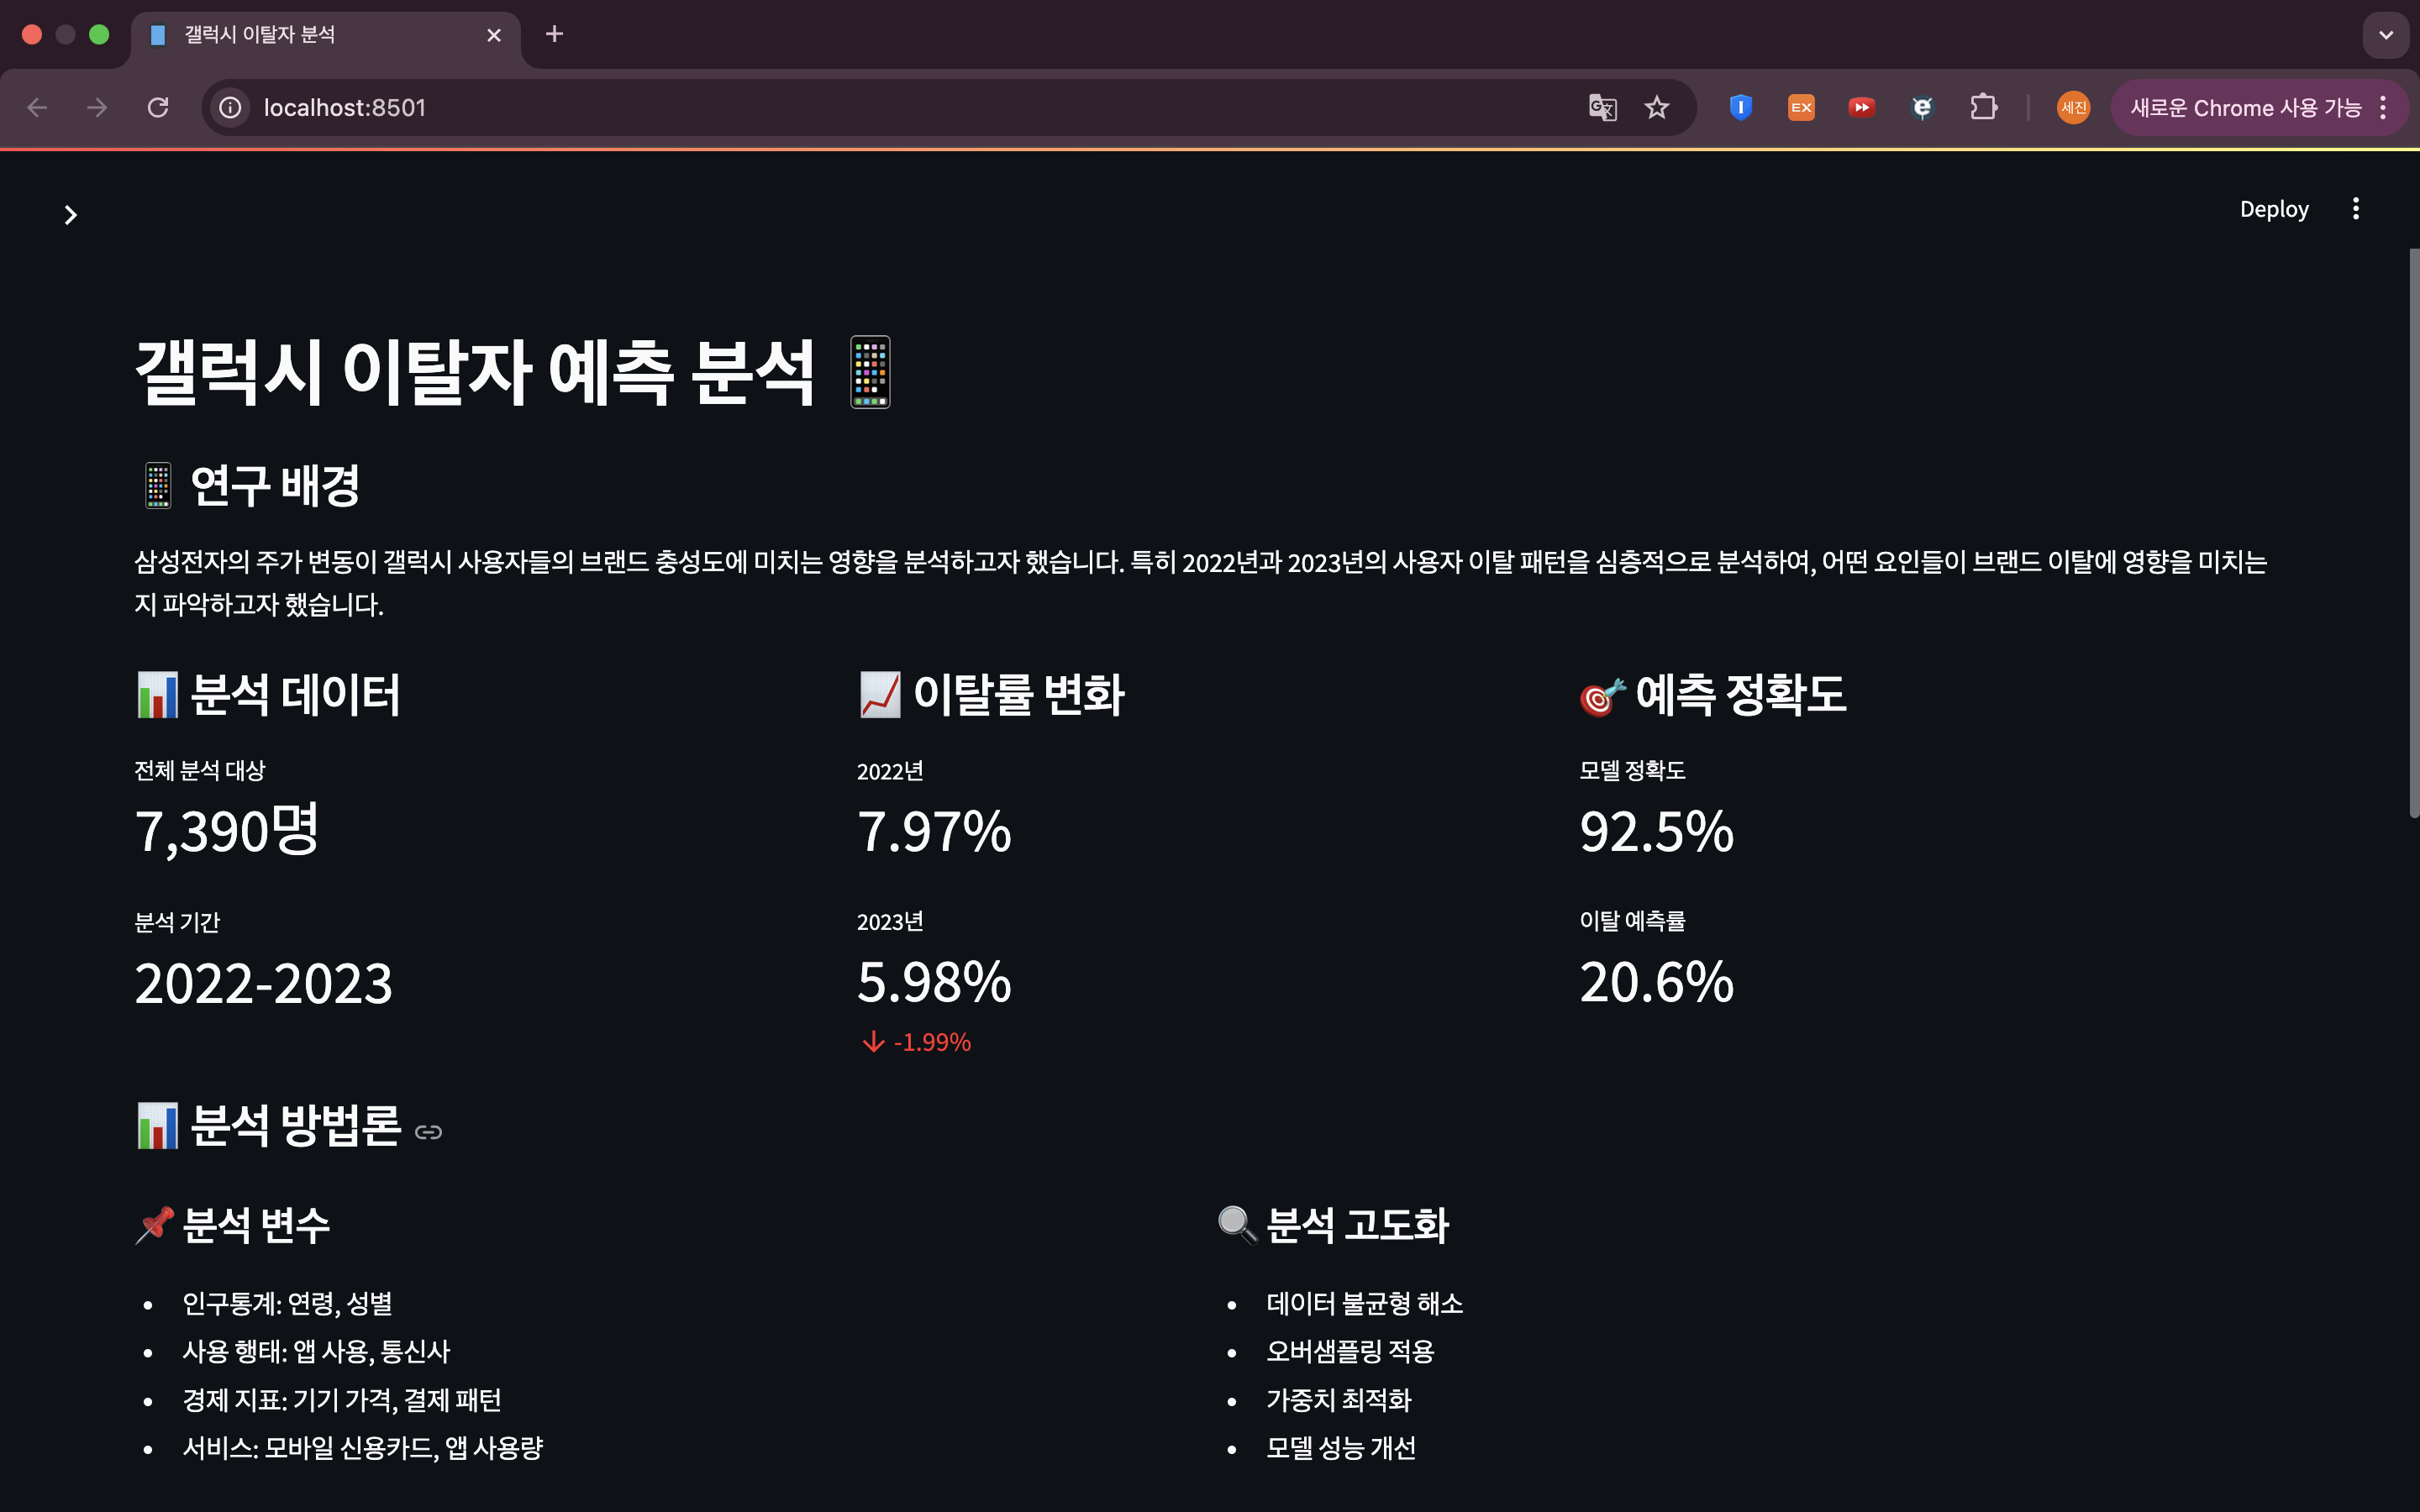 갤럭시 이탈자 분석
localhost:8501
EX
세진
새로운 Chrome 사용 가능
Deploy
갤럭시 이탈자 예측 분석
연구 배경
삼성전자의 주가 변동이 갤럭시 사용자들의 브랜드 충성도에 미치는 영향을 분석하고자 했습니다. 특히 2022년과 2023년의 사용자 이탈 패턴을 심층적으로 분석하여, 어떤 요인들이 브랜드 이탈에 영향을 미치는
지 파악하고자 했습니다.
분석 데이터
전체 분석 대상
7,390명
분석 기간
2022-2023
이탈률 변화
2022년
7.97%
2023년
5.98%
-1.99%
예측 정확도
모델 정확도
92.5%
이탈 예측률
20.6%
분석 방법론
분석 변수
인구통계: 연령, 성별
사용 행태: 앱 사용, 통신사
경제 지표: 기기 가격, 결제 패턴
서비스: 모바일 신용카드, 앱 사용량
분석 고도화
데이터 불균형 해소
오버샘플링 적용
가중치 최적화
모델 성능 개선